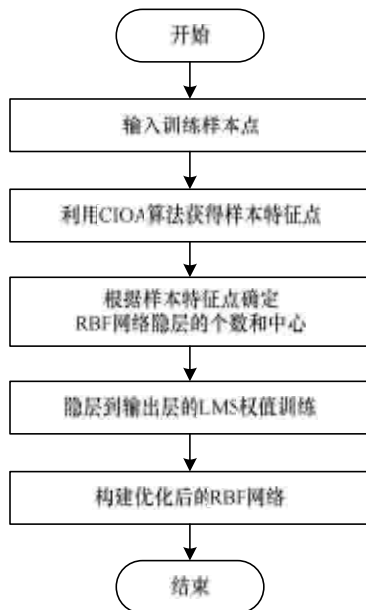 开始
输入训练样本点
利用CIOA算法获得样本特征点
根据样本特征点确定
RBF网络隐层的个数和中心
隐层到输出层的LMS权值训练
构建优化后的RBF网络
结束